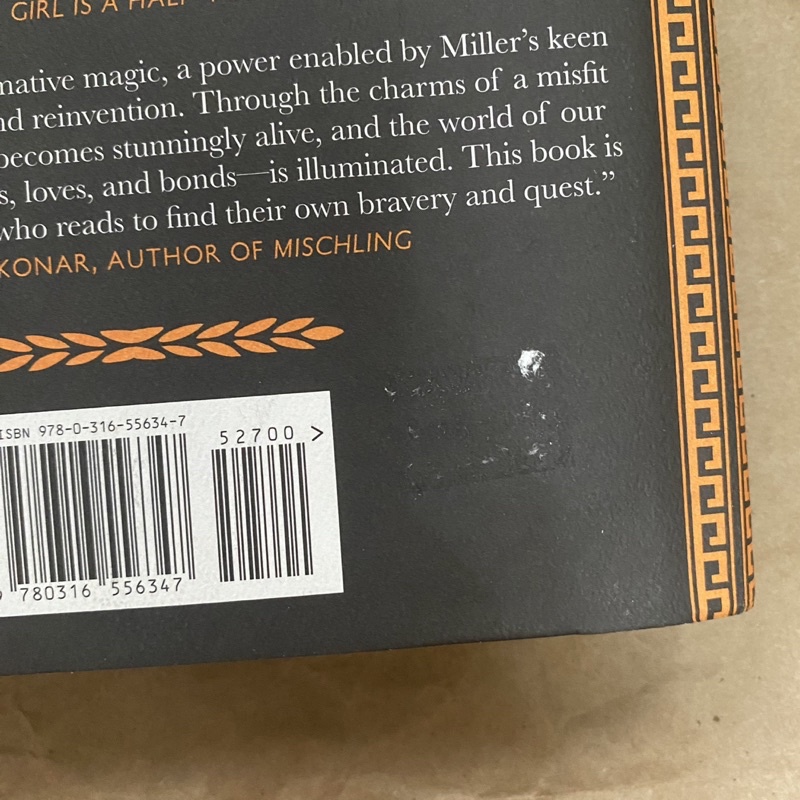 GIRL IS A HALF
native magic, a power enabled by Miller's keen
nd reinvention. Through the charms of a misfit
becomes stunningly alive, and the world of our
s, loves, and bonds—is illuminated. This book is
who reads to find their own bravery and quest.”
KONAR, AUTHOR OF MISCHLING
ISBN 978-0-316-55634-7
52700 >
9 780316 556347